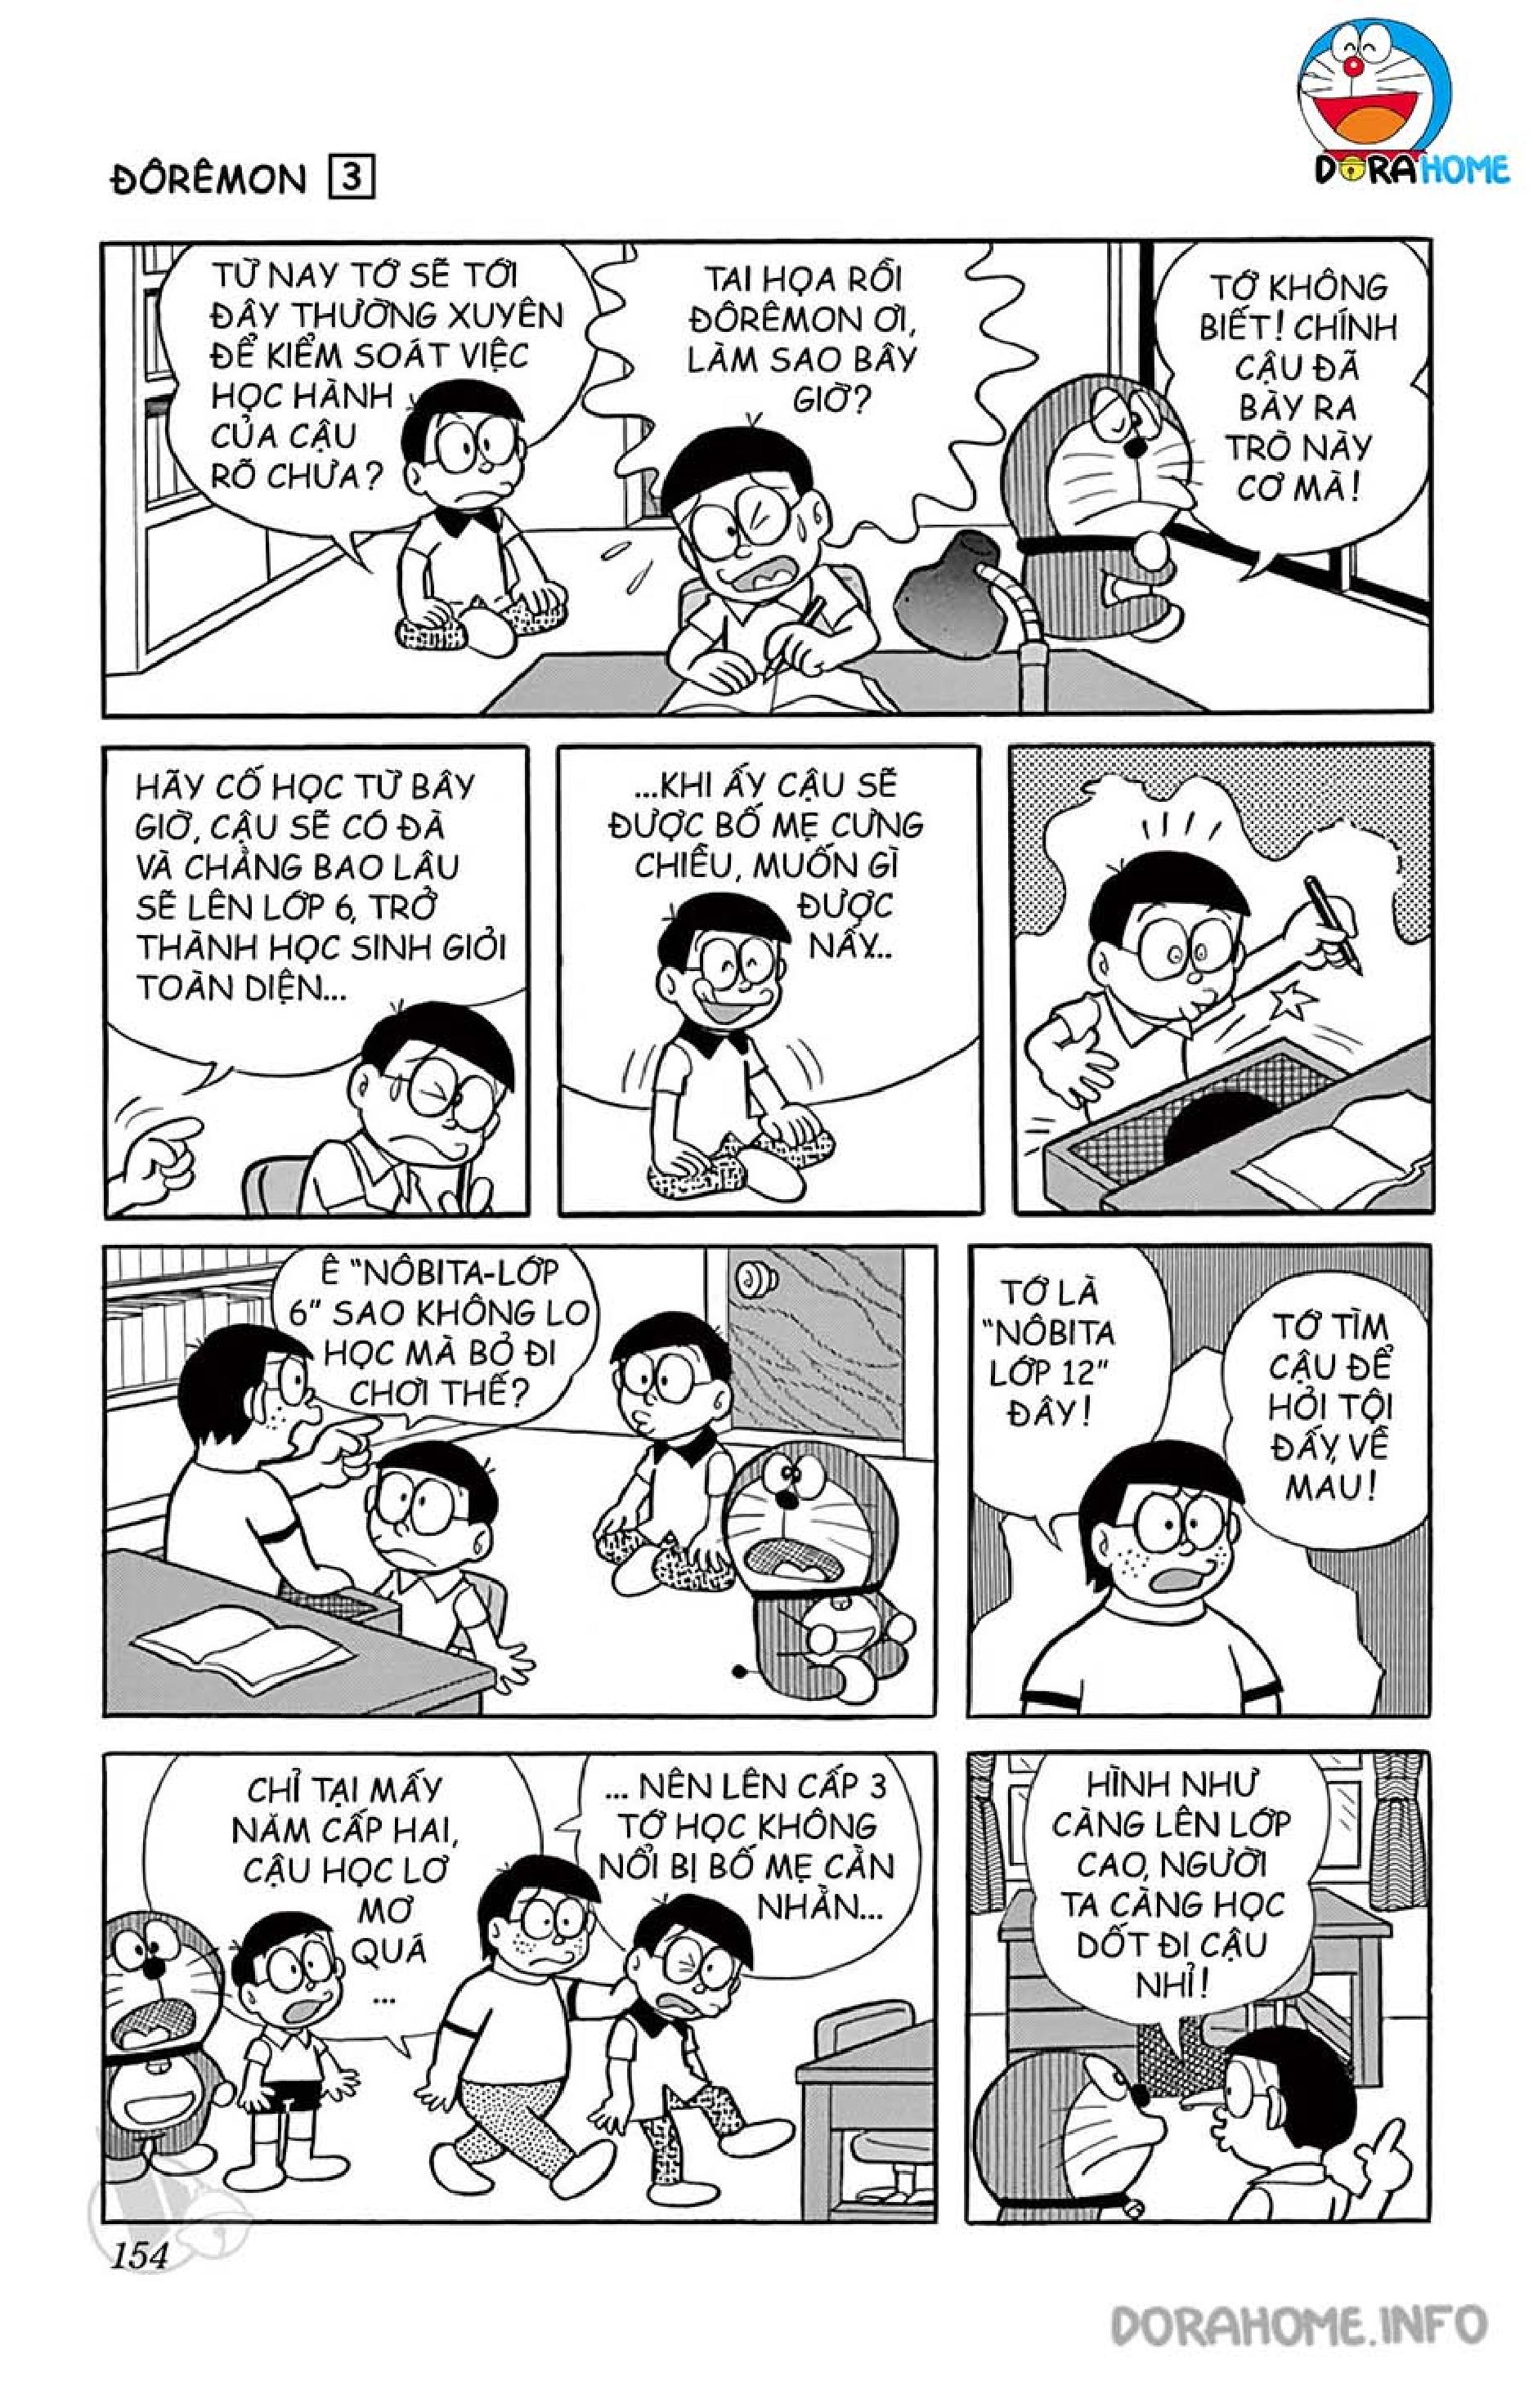 DORAHOME
ĐÔRÊMON 3
TỪ NAY TỚ SẼ TỚI
ĐÂY THƯỜNG XUYÊN
ĐỂ KIỂM SOÁT VIỆC
HỌC HÀNH
CỦA CẬU
RÕ CHƯA?
TAI HỌA RỒI
ĐÔRÊMON ƠI,
LÀM SAO BÂY
GIỜ?
TỚ KHÔNG
BIẾT! CHÍNH
CẬU ĐÃ
BÀY RA
TRÒ NÀY
CƠ MÀ!
HÃY CỐ HỌC TỪ BÂY
GIỜ, CẬU SẼ CÓ ĐÀ
VÀ CHẲNG BAO LÂU
SẼ LÊN LỚP 6, TRỞ
THÀNH HỌC SINH GIỎI
TOÀN DIỆN...
...KHI ẤY CẬU SẼ
ĐƯỢC BỐ MẸ CƯNG
CHIỀU, MUỐN GÌ
ĐƯỢC
NẤY...
Ê "NÔBITA-LỚP
6" SAO KHÔNG LO
HỌC MÀ BỎ ĐI
CHƠI THẾ?
TỚ LÀ
"NÔBITA
LỚP 12"
ĐÂY!
TỚ TÌM
CẬU ĐỂ
HỎI TỘI
ĐẤY, VỀ
MAU!
CHỈ TẠI MẤY
NĂM CẤP HAI,
CẬU HỌC LƠ
MƠ
QUÁ
...
... NÊN LÊN CẤP 3
TỚ HỌC KHÔNG
NỔI BỊ BỐ MẸ CẰN
NHẰN...
HÌNH NHƯ
CÀNG LÊN LỚP
CAO, NGƯỜI
TA CÀNG HỌC
DỐT ĐI CẬU
NHỈ!
154
DORAHOME.INFO